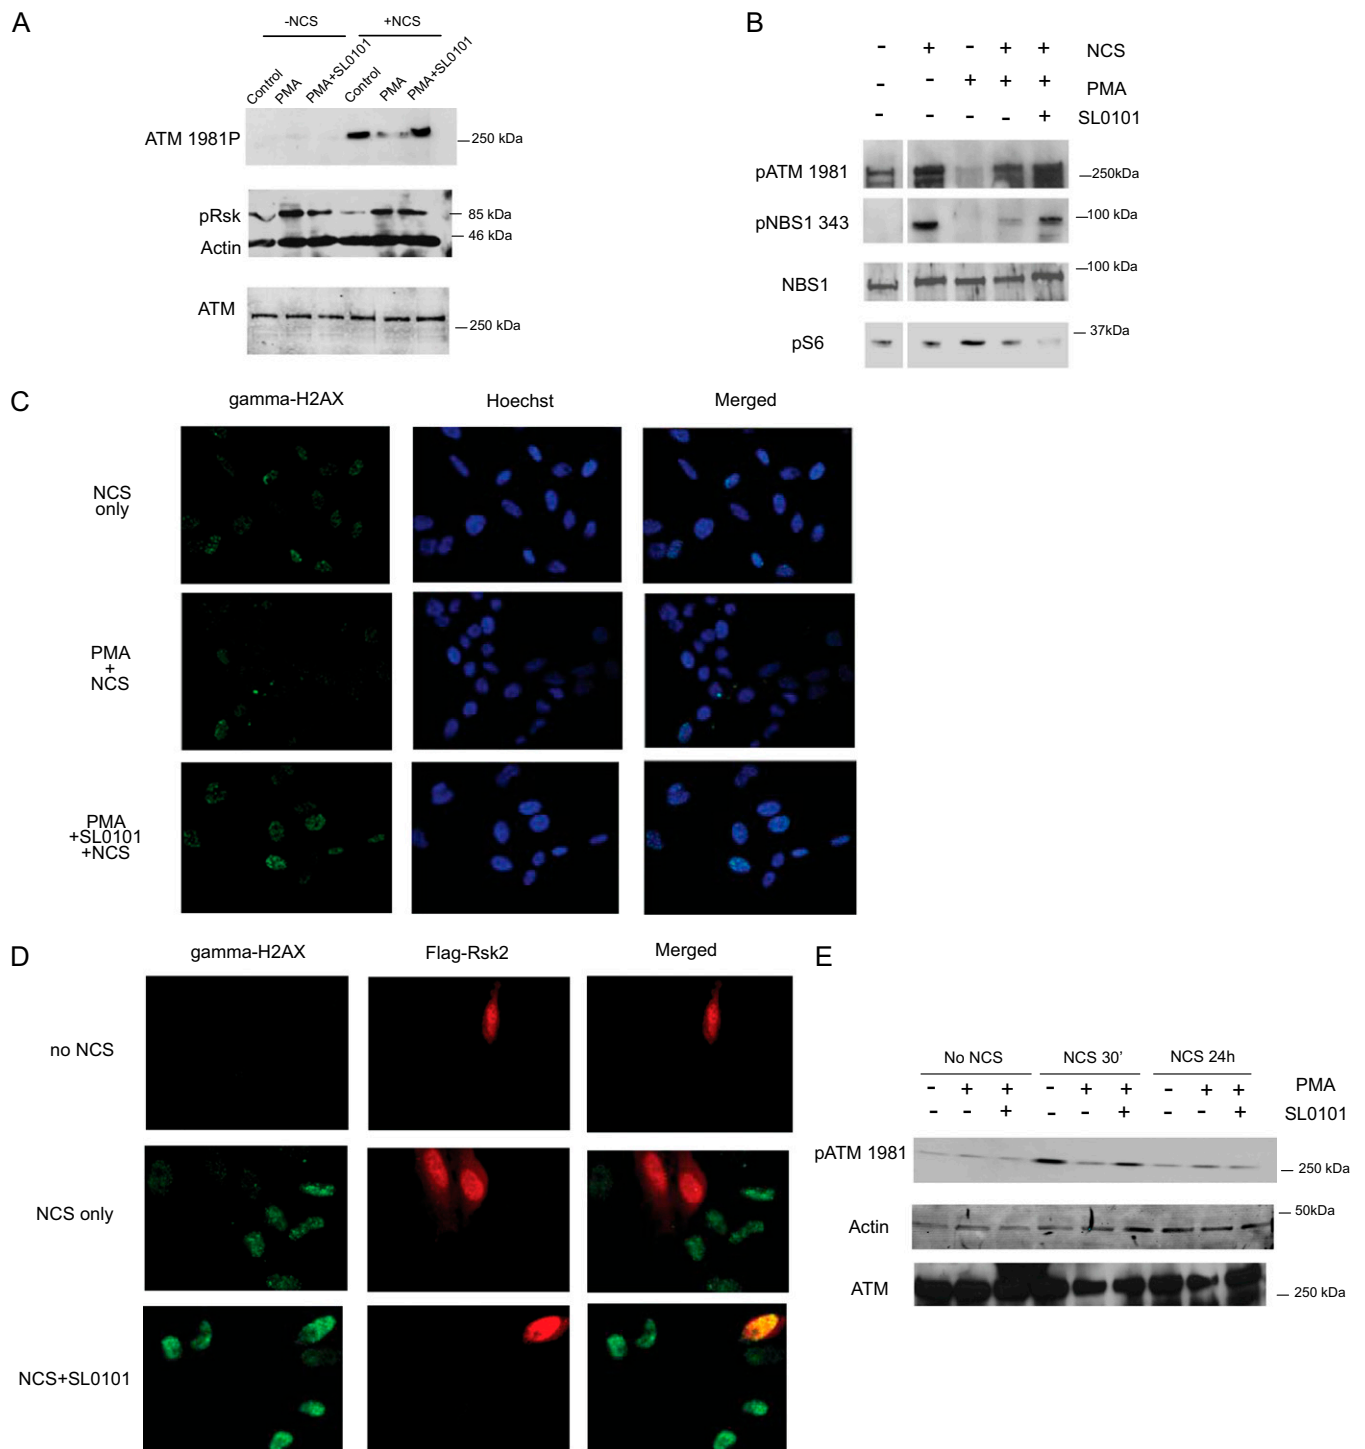 A
-NCS +NCS
Control PMA PMA+SL0101 Control PMA PMA+SL0101
ATM 1981P
250 kDa
pRsk
85 kDa
46 kDa
Actin
ATM
250 kDa
B
- + - + + NCS
- - + + + PMA
- - - - + SL0101
pATM 1981
250kDa
pNBS1 343
100 kDa
NBS1
100 kDa
pS6
37kDa
C
gamma-H2AX Hoechst Merged
NCS
only
PMA
+
NCS
PMA
+SL0101
+NCS
D
gamma-H2AX Flag-Rsk2 Merged
no NCS
NCS only
NCS+SL0101
E
No NCS NCS 30' NCS 24h
- + + - + + - + + PMA
- - + - - + - - + SL0101
pATM 1981
250 kDa
Actin
50kDa
ATM
250 kDa